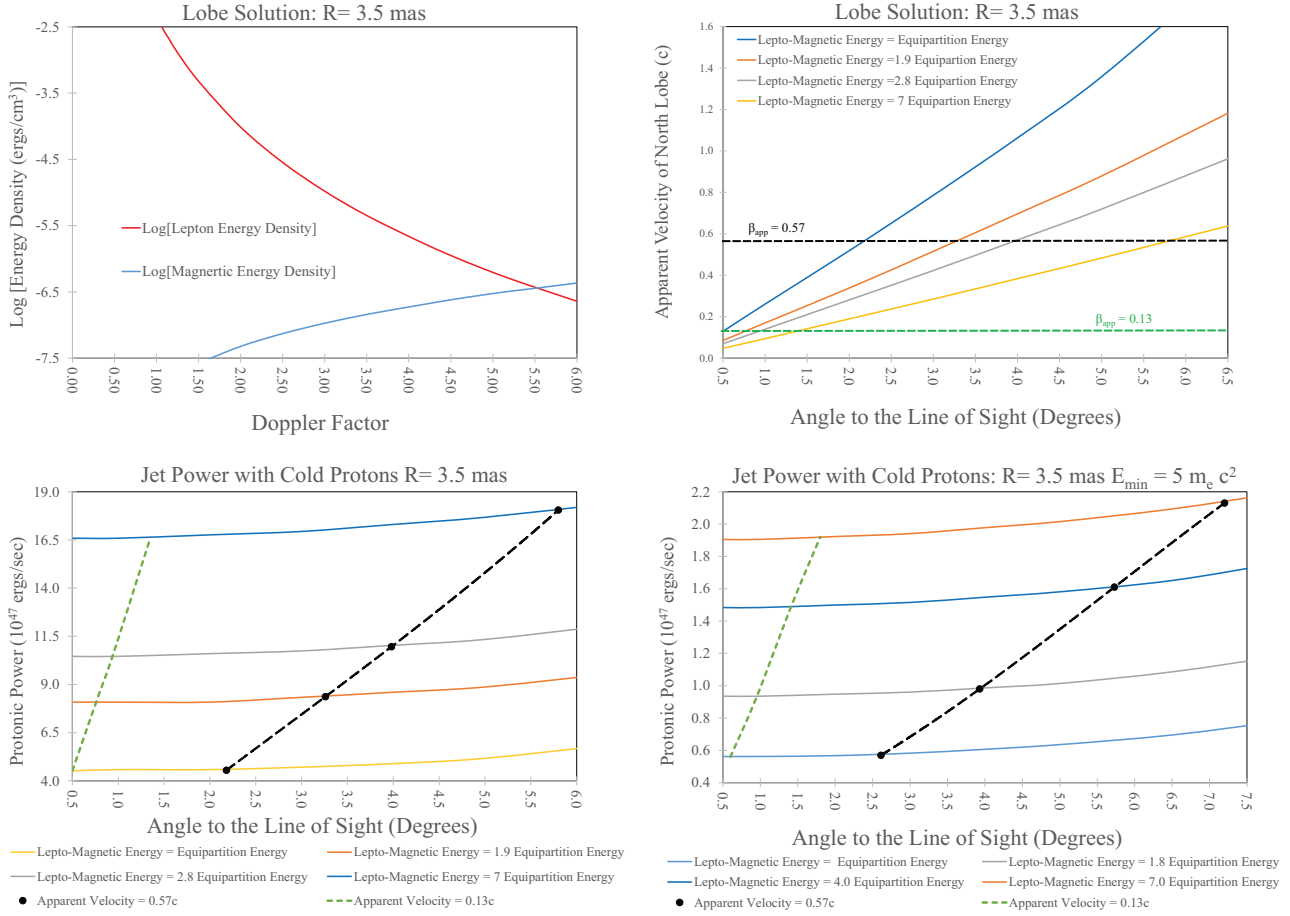 Lobe Solution: R= 3.5 mas
-2.5
-3.5
-4.5
-5.5
-6.5
-7.5
Log [Energy Density (ergs/cm³)]
Log[Lepton Energy Density]
Log[Magnertic Energy Density]
0.00
0.50
1.00
1.50
2.00
2.50
3.00
3.50
4.00
4.50
5.00
5.50
6.00
Doppler Factor
Lobe Solution: R= 3.5 mas
1.6
1.4
1.2
1.0
0.8
0.6
0.4
0.2
0.0
Apparent Velocity of North Lobe (c)
Lepto-Magnetic Energy = Equipartition Energy
Lepto-Magnetic Energy =1.9 Equipartion Energy
Lepto-Magnetic Energy =2.8 Equipartion Energy
Lepto-Magnetic Energy = 7 Equipartion Energy
βapp = 0.57
βapp = 0.13
0.5
1.0
1.5
2.0
2.5
3.0
3.5
4.0
4.5
5.0
5.5
6.0
6.5
Angle to the Line of Sight (Degrees)
Jet Power with Cold Protons R= 3.5 mas
19.0
16.5
14.0
11.5
9.0
6.5
4.0
Protonic Power (10⁴⁷ ergs/sec)
0.5
1.0
1.5
2.0
2.5
3.0
3.5
4.0
4.5
5.0
5.5
6.0
Angle to the Line of Sight (Degrees)
Lepto-Magnetic Energy = Equipartition Energy
Lepto-Magnetic Energy = 1.9 Equipartition Energy
Lepto-Magnetic Energy = 2.8 Equipartition Energy
Lepto-Magnetic Energy = 7 Equipartition Energy
Apparent Velocity = 0.57c
Apparent Velocity = 0.13c
Jet Power with Cold Protons: R= 3.5 mas Emin = 5 me c²
2.2
2.0
1.8
1.6
1.4
1.2
1.0
0.8
0.6
0.4
Protonic Power (10⁴⁷ ergs/sec)
0.5
1.0
1.5
2.0
2.5
3.0
3.5
4.0
4.5
5.0
5.5
6.0
6.5
7.0
7.5
Angle to the Line of Sight (Degrees)
Lepto-Magnetic Energy = Equipartition Energy
Lepto-Magnetic Energy = 1.8 Equipartition Energy
Lepto-Magnetic Energy = 4.0 Equipartition Energy
Lepto-Magnetic Energy = 7.0 Equipartition Energy
Apparent Velocity = 0.57c
Apparent Velocity = 0.13c